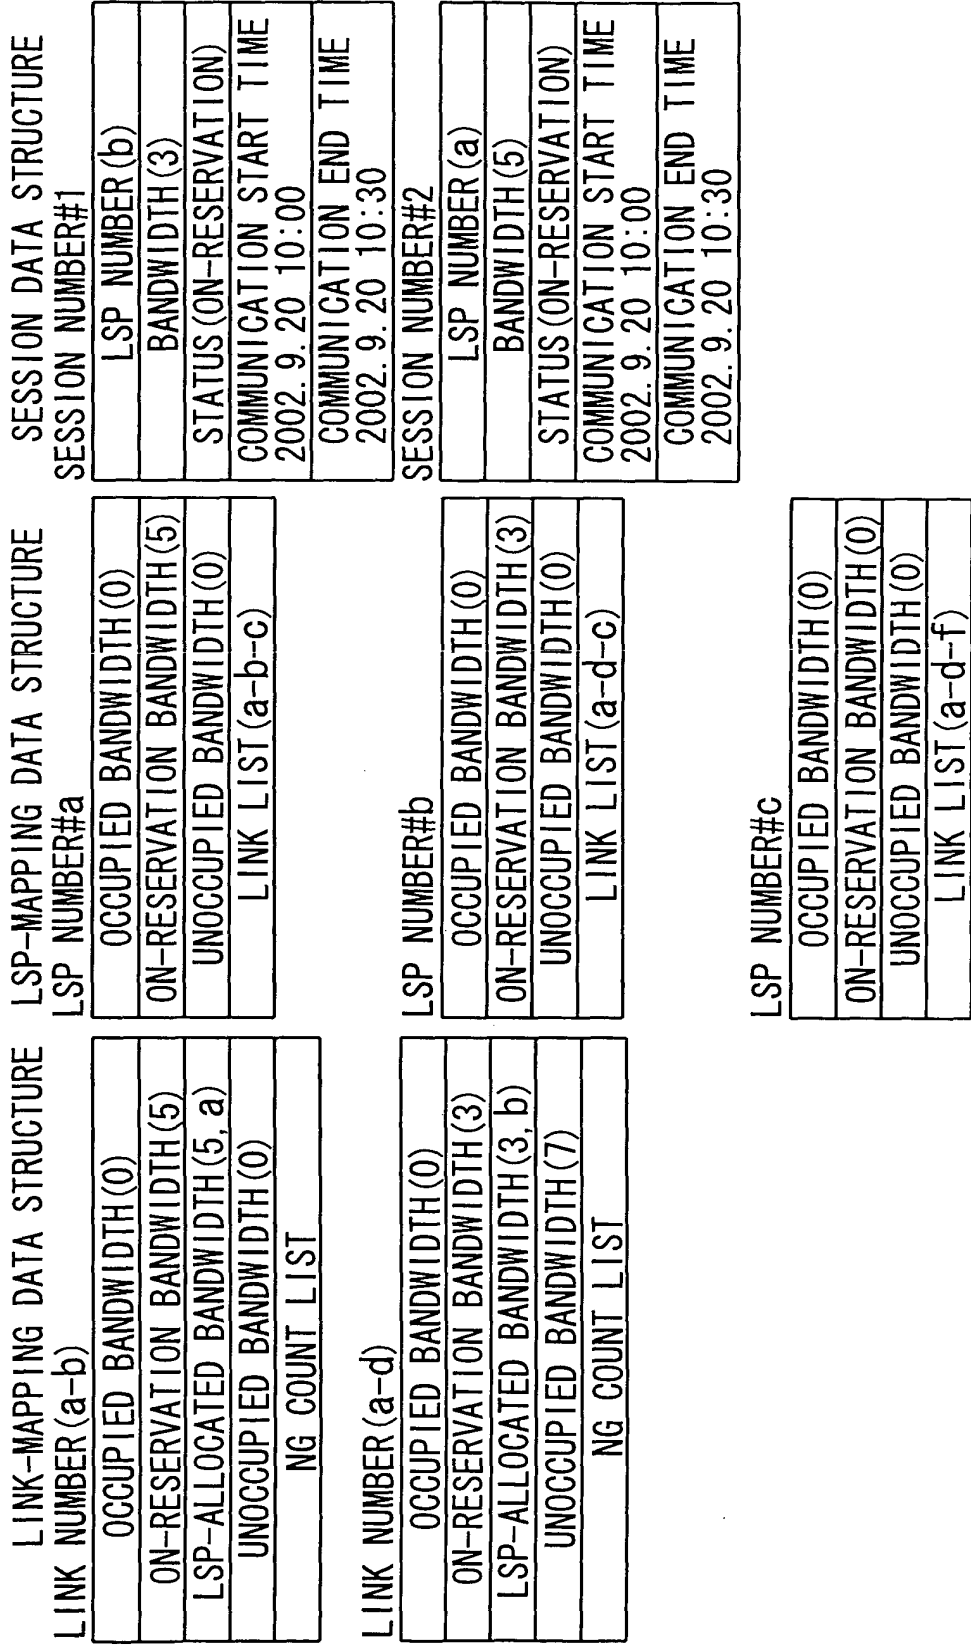 LINK-MAPPING DATA STRUCTURE
LINK NUMBER(a-b)
OCCUPIED BANDWIDTH(0)
ON-RESERVATION BANDWIDTH(5)
LSP-ALLOCATED BANDWIDTH(5, a)
UNOCCUPIED BANDWIDTH(0)
NG COUNT LIST
LINK NUMBER(a-d)
OCCUPIED BANDWIDTH(0)
ON-RESERVATION BANDWIDTH(3)
LSP-ALLOCATED BANDWIDTH(3, b)
UNOCCUPIED BANDWIDTH(7)
NG COUNT LIST
LSP-MAPPING DATA STRUCTURE
LSP NUMBER#a
OCCUPIED BANDWIDTH(0)
ON-RESERVATION BANDWIDTH(5)
UNOCCUPIED BANDWIDTH(0)
LINK LIST(a-b-c)
LSP NUMBER#b
OCCUPIED BANDWIDTH(0)
ON-RESERVATION BANDWIDTH(3)
UNOCCUPIED BANDWIDTH(0)
LINK LIST(a-d-c)
LSP NUMBER#c
OCCUPIED BANDWIDTH(0)
ON-RESERVATION BANDWIDTH(0)
UNOCCUPIED BANDWIDTH(0)
LINK LIST(a-d-f)
SESSION DATA STRUCTURE
SESSION NUMBER#1
LSP NUMBER(b)
BANDWIDTH(3)
STATUS(ON-RESERVATION)
COMMUNICATION START TIME
2002. 9. 20 10:00
COMMUNICATION END TIME
2002. 9. 20 10:30
SESSION NUMBER#2
LSP NUMBER(a)
BANDWIDTH(5)
STATUS(ON-RESERVATION)
COMMUNICATION START TIME
2002. 9. 20 10:00
COMMUNICATION END TIME
2002. 9. 20 10:30